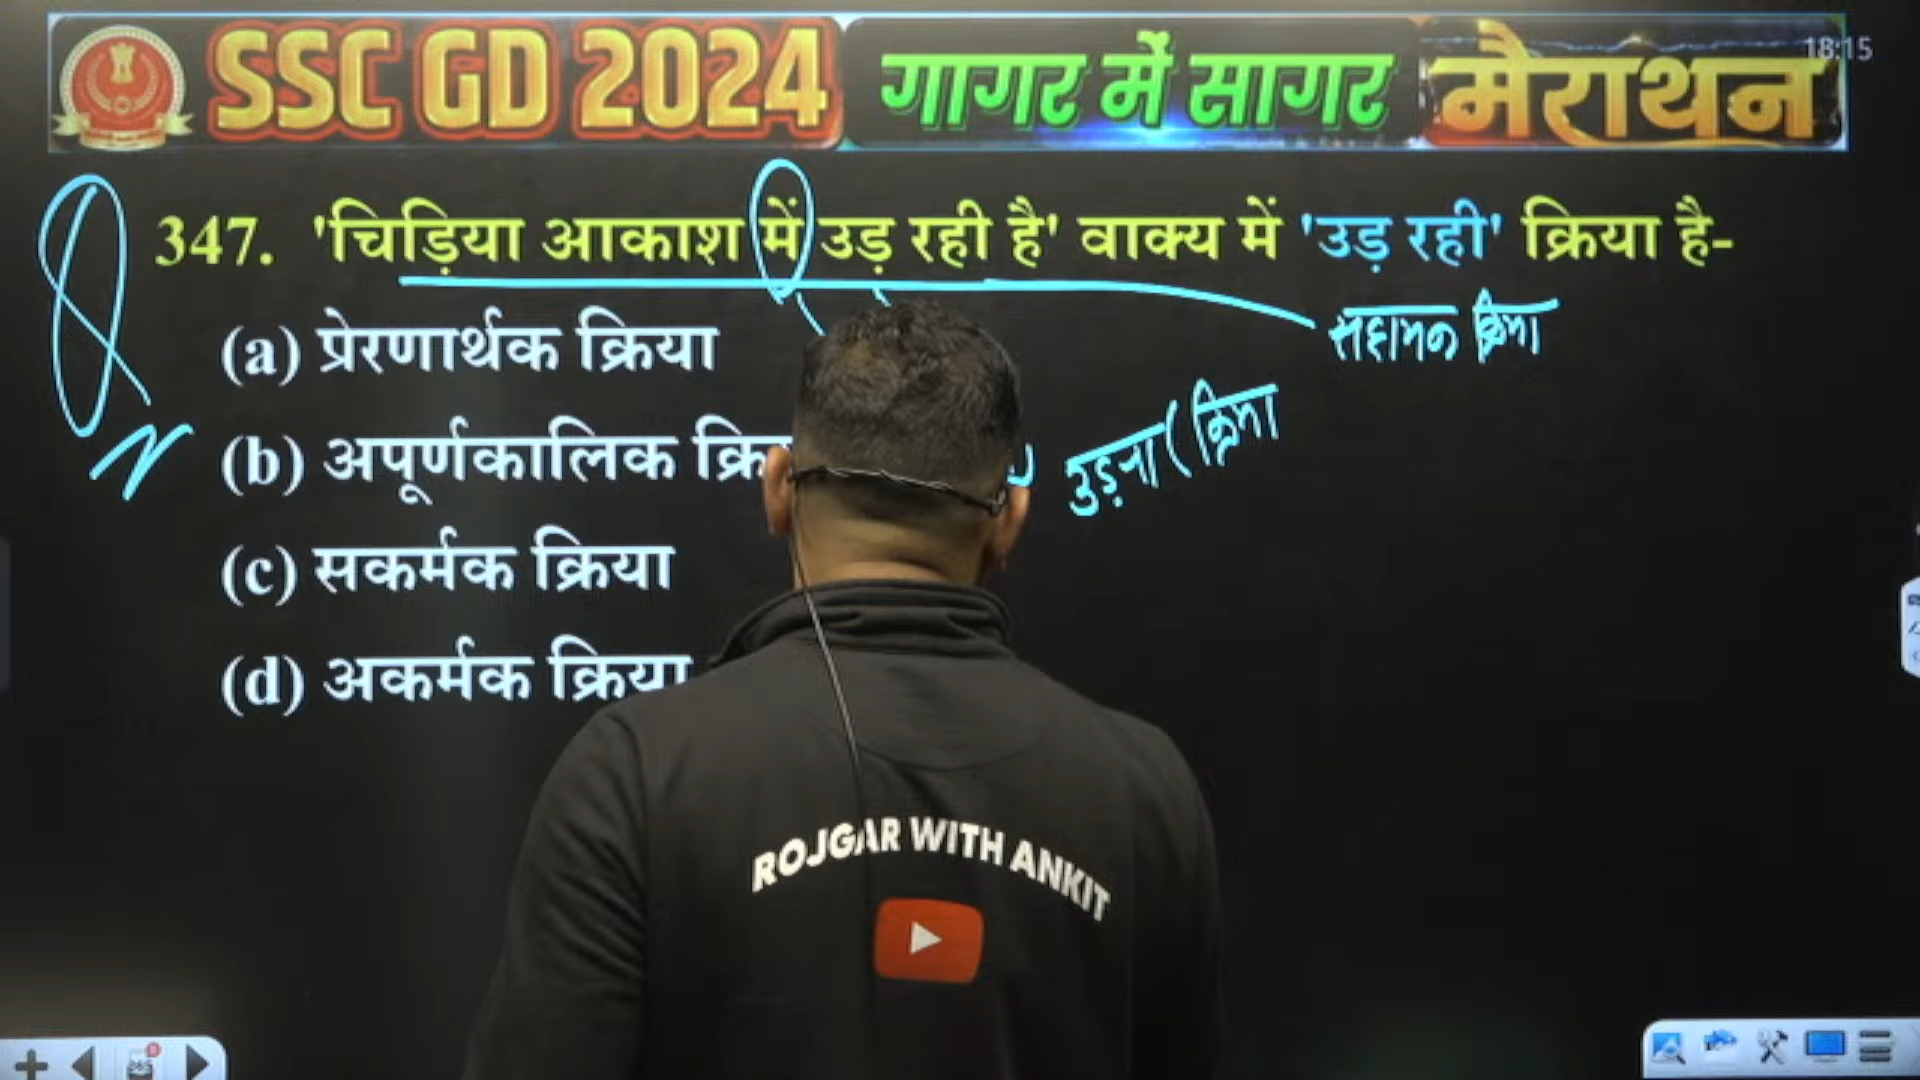 SSC GD 2024 गागर में सागर मैराथन
18:15
347. 'चिड़िया आकाश में उड़ रही है' वाक्य में 'उड़ रही' क्रिया है-
सहायक क्रिया
(a) प्रेरणार्थक क्रिया
उड़ना ( क्रिया
(b) अपूर्णकालिक क्रि
(c) सकर्मक क्रिया
(d) अकर्मक क्रिया
ROJGAR WITH ANKIT